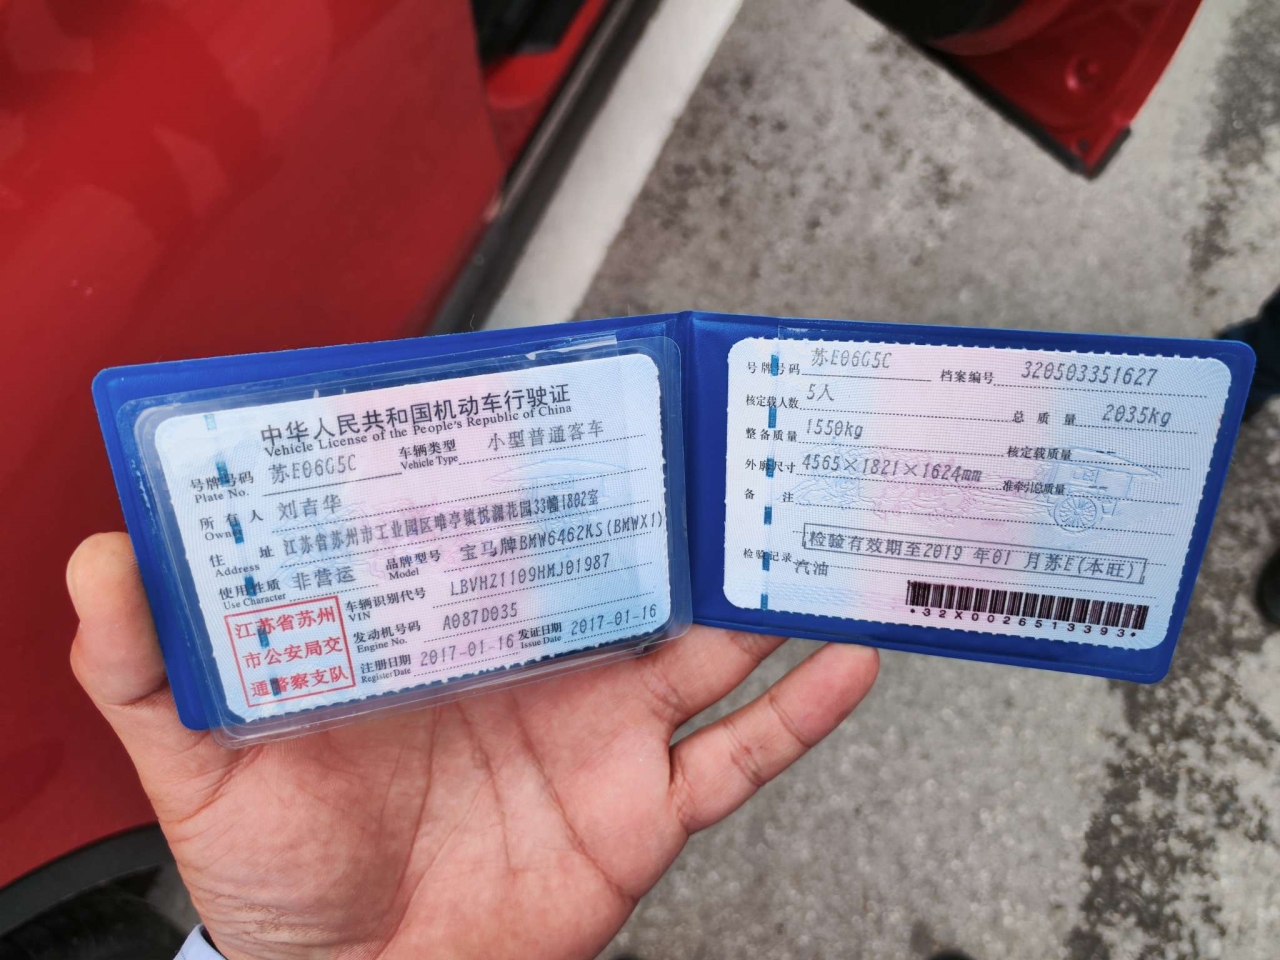 中华人民共和国机动车行驶证
Vehicle License of the People's Republic of China
号牌号码 苏E06G5C 车辆类型 小型普通客车
Plate No. Vehicle Type
所有人 刘吉华
Owner
住址 江苏省苏州市工业园区唯亭镇悦澜花园33幢1802室
Address
使用性质 非营运 品牌型号 宝马牌BMW6462KS(BMWX1)
Use Character Model
江苏省苏州市公安局交通警察支队
车辆识别代号 LBVHZ1109HMJ01987
VIN
发动机号码 A087D035
Engine No.
注册日期 2017-01-16 发证日期 2017-01-16
Register Date Issue Date
号牌号码 苏E06G5C 档案编号 320503351627
核定载人数 5人 总质量 2035kg
整备质量 1550kg 核定载质量 --
外廓尺寸 4565×1821×1624mm 准牵引总质量 --
备注
检验有效期至2019年01月苏E(本旺)
检验记录 汽油
*32X0026513393*